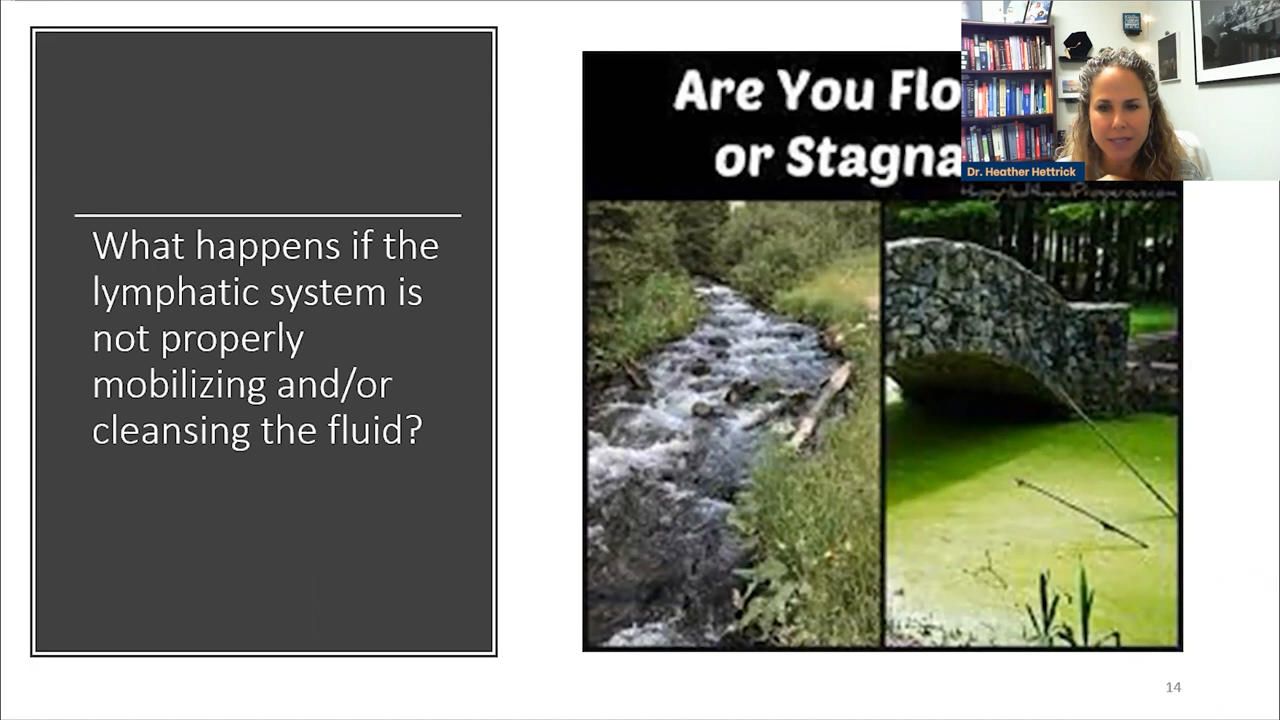 What happens if the
lymphatic system is
not properly
mobilizing and/or
cleansing the fluid?
Are You Flo
or Stagna
Dr. Heather Hettrick
14